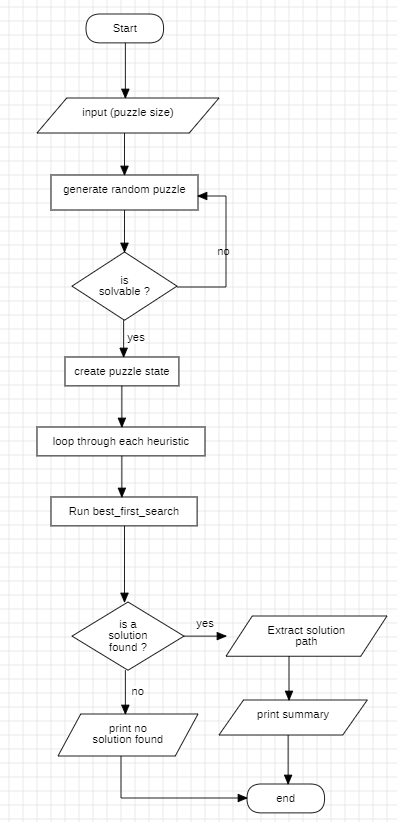 Start
input (puzzle size)
generate random puzzle
no
is
solvable ?
yes
create puzzle state
loop through each heuristic
Run best_first_search
is a
solution
found ?
yes
Extract solution
path
no
print no
solution found
print summary
end